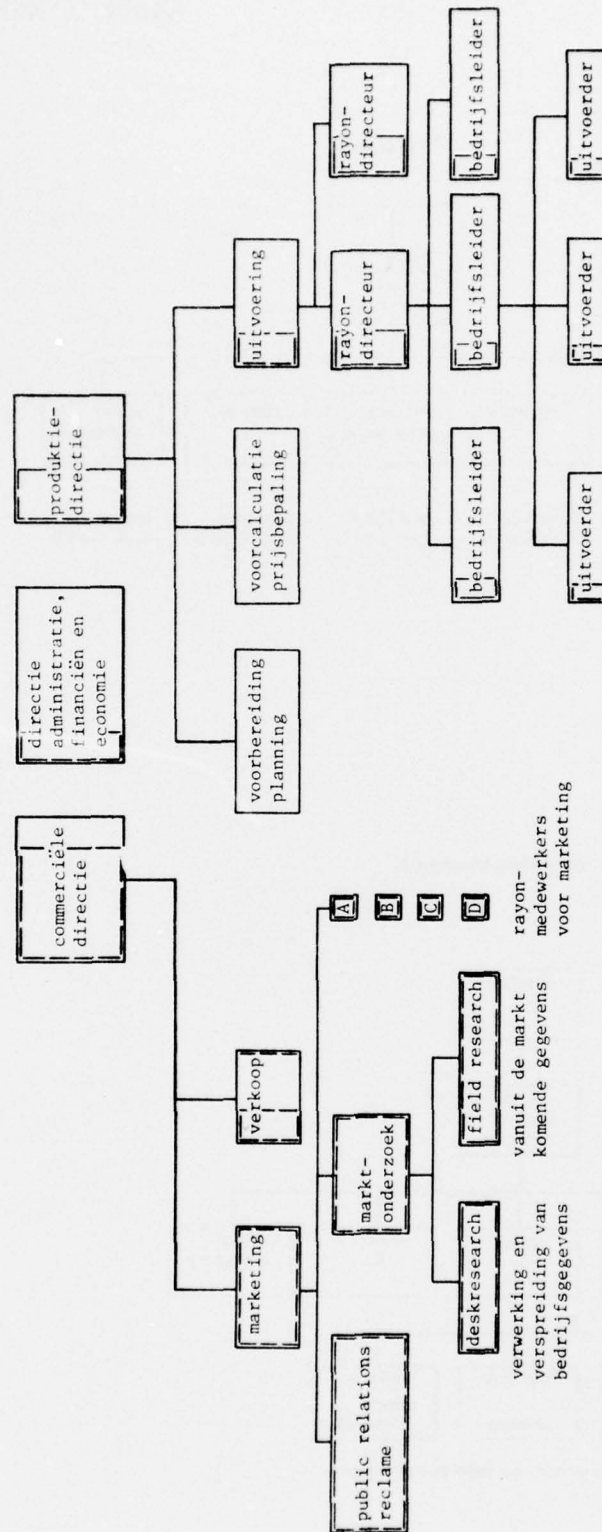 commerciële
directie
directie
administratie,
financiën en
economie
produktie-
directie
marketing
verkoop
voorbereiding
planning
voorcalculatie
prijsbepaling
uitvoering
public relations
reclame
markt-
onderzoek
A
B
C
D
rayon-
medewerkers
voor marketing
rayon-
directeur
rayon-
directeur
deskresearch
verwerking en
verspreiding van
bedrijfsgegevens
field research
vanuit de markt
komende gegevens
bedrijfsleider
bedrijfsleider
bedrijfsleider
uitvoerder
uitvoerder
uitvoerder